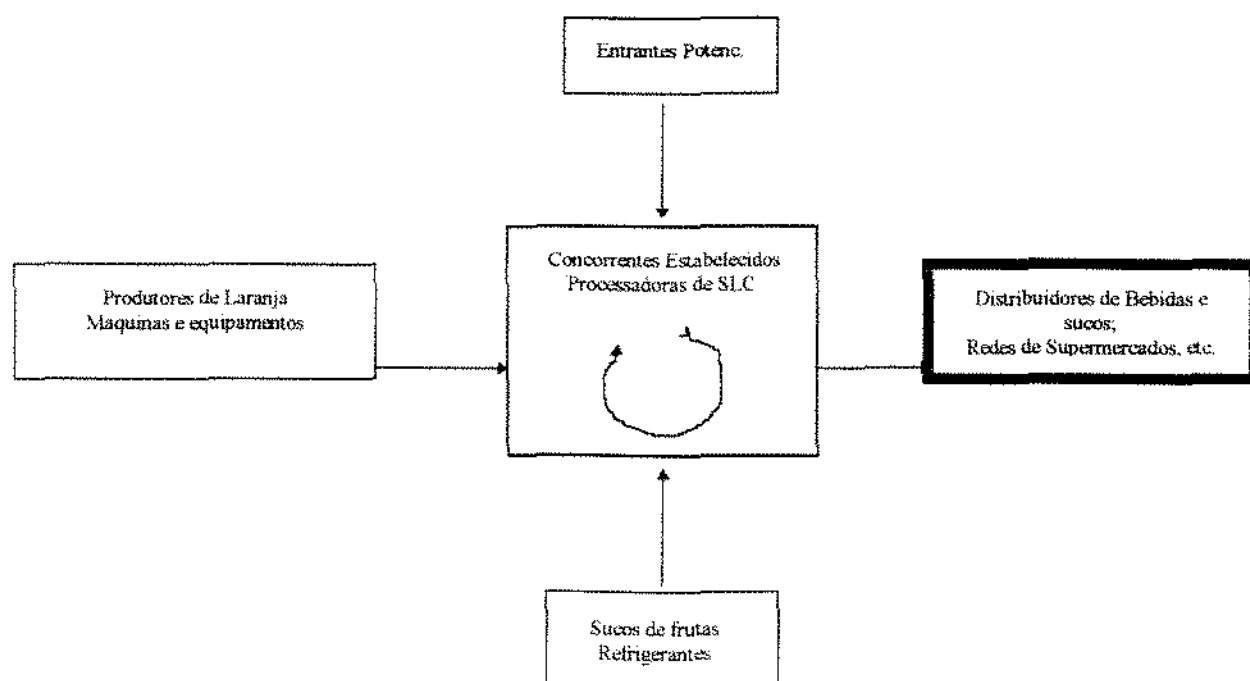 Entrantes Potenc.
Concorrentes Estabelecidos
Processadoras de SLC
Produtores de Laranja
Maquinas e equipamentos
Distribuidores de Bebidas e
sucos;
Redes de Supermercados, etc.
Sucos de frutas
Refrigerantes